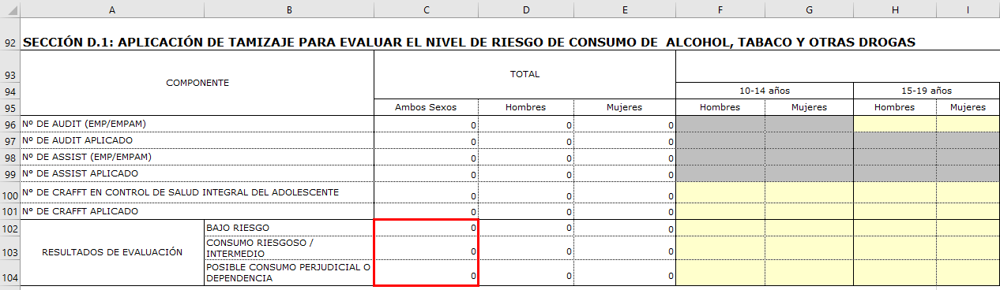 A B C D E F G H I
92 SECCIÓN D.1: APLICACIÓN DE TAMIZAJE PARA EVALUAR EL NIVEL DE RIESGO DE CONSUMO DE ALCOHOL, TABACO Y OTRAS DROGAS
93 COMPONENTE TOTAL
94 10-14 años 15-19 años
95 Ambos Sexos Hombres Mujeres Hombres Mujeres Hombres Mujeres
96 Nº DE AUDIT (EMP/EMPAM) 0 0 0
97 Nº DE AUDIT APLICADO 0 0 0
98 Nº DE ASSIST (EMP/EMPAM) 0 0 0
99 Nº DE ASSIST APLICADO 0 0 0
100 N° DE CRAFFT EN CONTROL DE SALUD INTEGRAL DEL ADOLESCENTE 0 0 0
101 N° DE CRAFFT APLICADO 0 0 0
102 BAJO RIESGO 0 0 0
103 RESULTADOS DE EVALUACIÓN CONSUMO RIESGOSO /
INTERMEDIO 0 0 0
104 POSIBLE CONSUMO PERJUDICIAL O
DEPENDENCIA 0 0 0